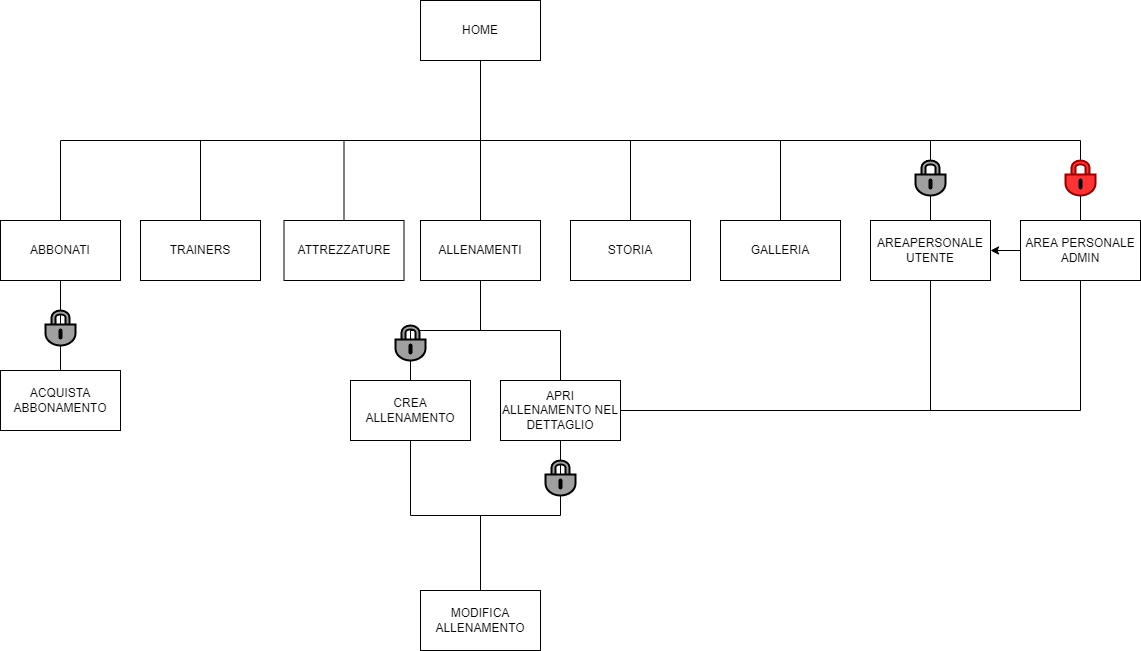 HOME
ABBONATI
TRAINERS
ATTREZZATURE
ALLENAMENTI
STORIA
GALLERIA
AREAPERSONALE
UTENTE
AREA PERSONALE
ADMIN
ACQUISTA
ABBONAMENTO
CREA
ALLENAMENTO
APRI
ALLENAMENTO NEL
DETTAGLIO
MODIFICA
ALLENAMENTO